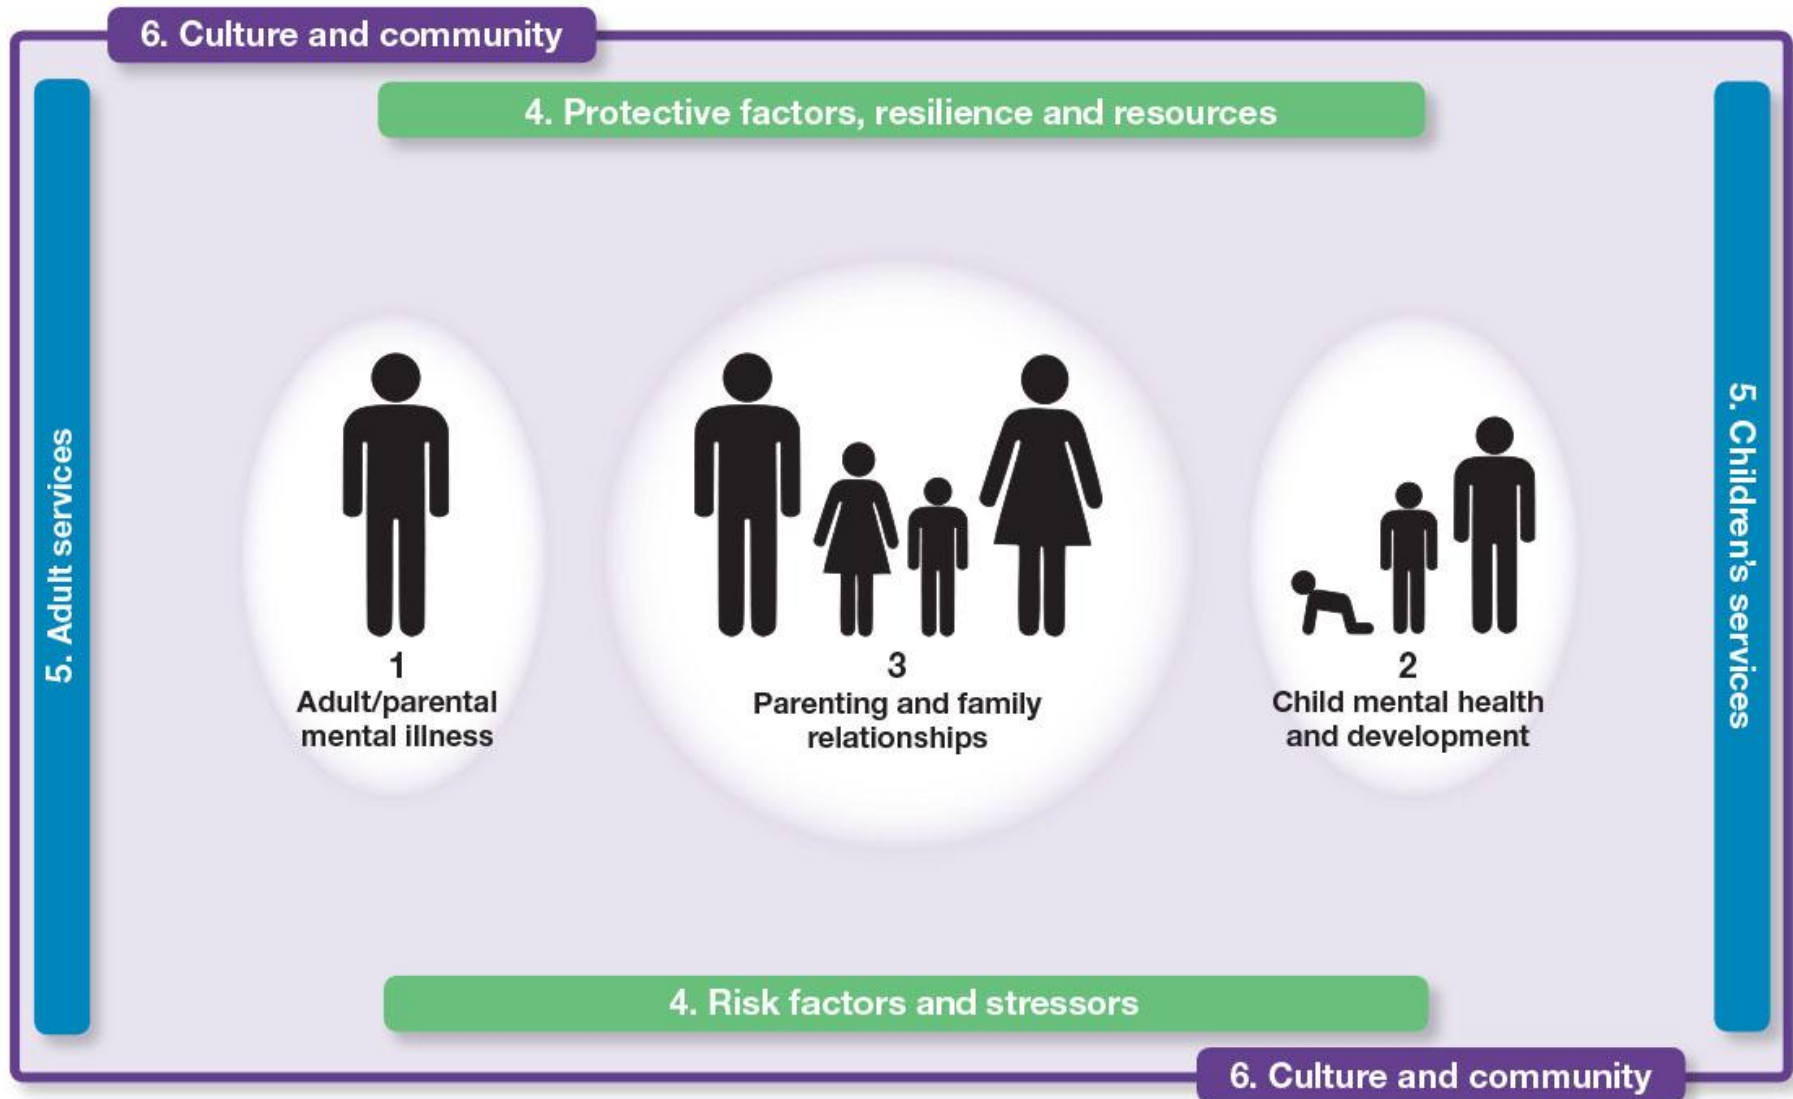 6. Culture and community
4. Protective factors, resilience and resources
5. Adult services
1
Adult/parental
mental illness
3
Parenting and family
relationships
2
Child mental health
and development
5. Children's services
4. Risk factors and stressors
6. Culture and community